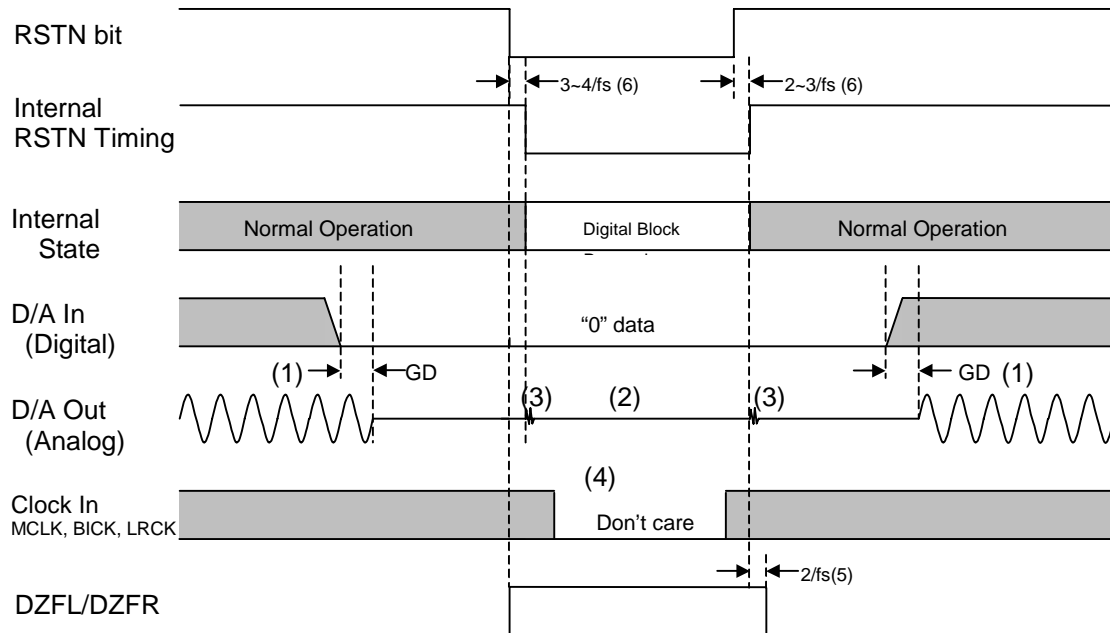 RSTN bit
3~4/fs (6)
2~3/fs (6)
Internal
RSTN Timing
Internal
State
Normal Operation
Digital Block
Normal Operation
D/A In
(Digital)
“0” data
(1)
GD
GD
(1)
D/A Out
(Analog)
(3)
(2)
(3)
(4)
Clock In
MCLK, BICK, LRCK
Don’t care
2/fs(5)
DZFL/DZFR